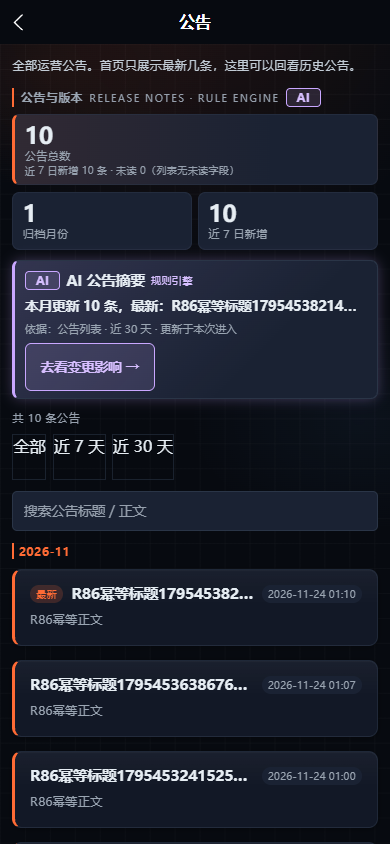 公告
全部运营公告。首页只展示最新几条，这里可以回看历史公告。
公告与版本 RELEASE NOTES · RULE ENGINE AI
10
公告总数
近 7 日新增 10 条 · 未读 0（列表无未读字段）
1
归档月份
10
近 7 日新增
AI AI 公告摘要 规则引擎
本月更新 10 条，最新：R86幂等标题17954538214…
依据：公告列表 · 近 30 天 · 更新于本次进入
去看变更影响 →
共 10 条公告
全部 近 7 天 近 30 天
搜索公告标题 / 正文
2026-11
最新 R86幂等标题179545382… 2026-11-24 01:10
R86幂等正文
R86幂等标题1795453638676… 2026-11-24 01:07
R86幂等正文
R86幂等标题1795453241525… 2026-11-24 01:00
R86幂等正文